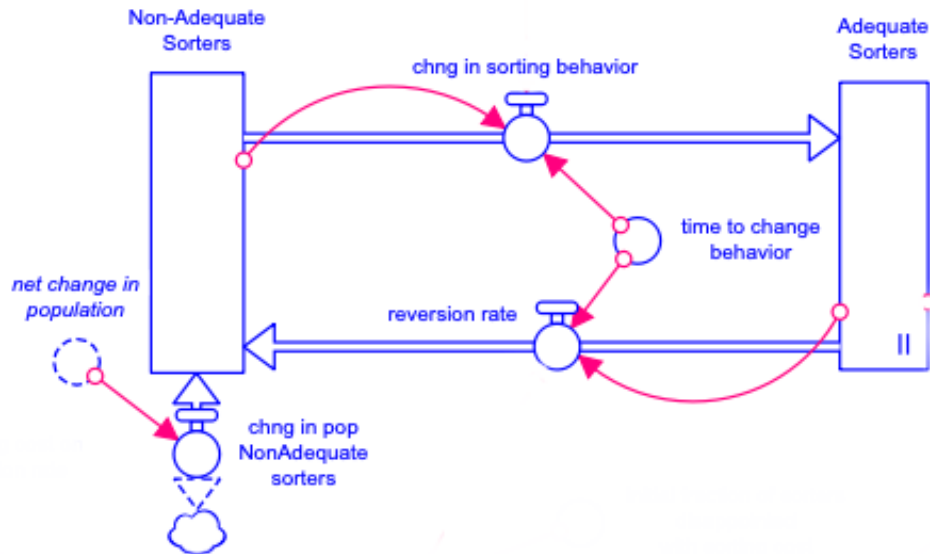 Non-Adequate
Sorters
Adequate
Sorters
chng in sorting behavior
time to change
behavior
net change in
population
reversion rate
chng in pop
NonAdequate
sorters